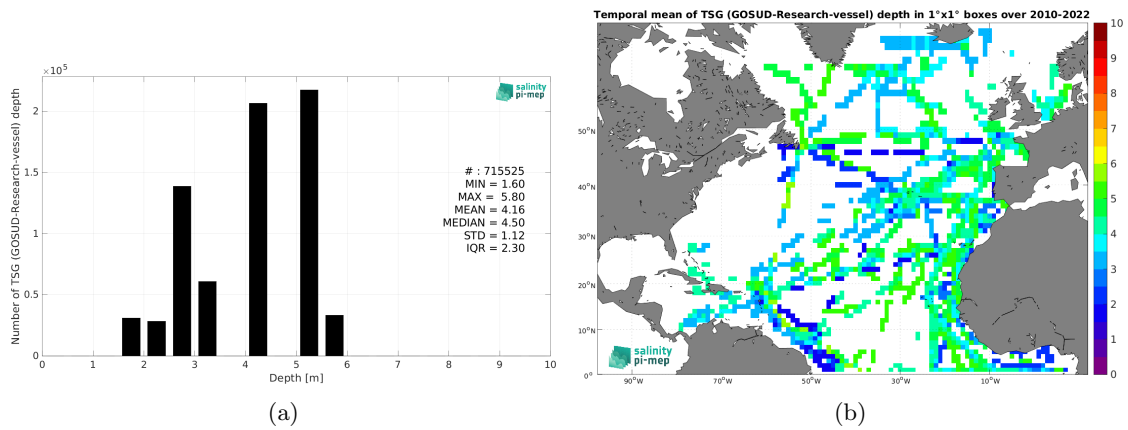 ×10⁵
Number of TSG (GOSUD-Research-vessel) depth
2
1.5
1
0.5
0
salinity
pi-mep
# : 715525
MIN = 1.60
MAX = 5.80
MEAN = 4.16
MEDIAN = 4.50
STD = 1.12
IQR = 2.30
0 1 2 3 4 5 6 7 8 9 10
Depth [m]
(a)
Temporal mean of TSG (GOSUD-Research-vessel) depth in 1°x1° boxes over 2010-2022
50°N
40°N
30°N
20°N
10°N
0°
90°W 70°W 50°W 30°W 10°W
salinity
pi-mep
10
9
8
7
6
5
4
3
2
1
0
(b)